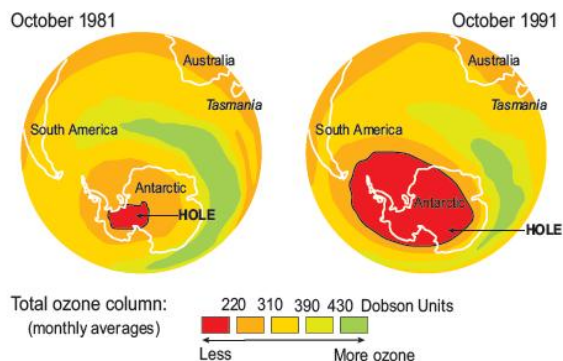 October 1981
October 1991
Australia
Tasmania
South America
Antarctic
HOLE
Australia
Tasmania
South America
Antarctic
HOLE
Total ozone column:
(monthly averages)
220 310 390 430 Dobson Units
Less
More ozone